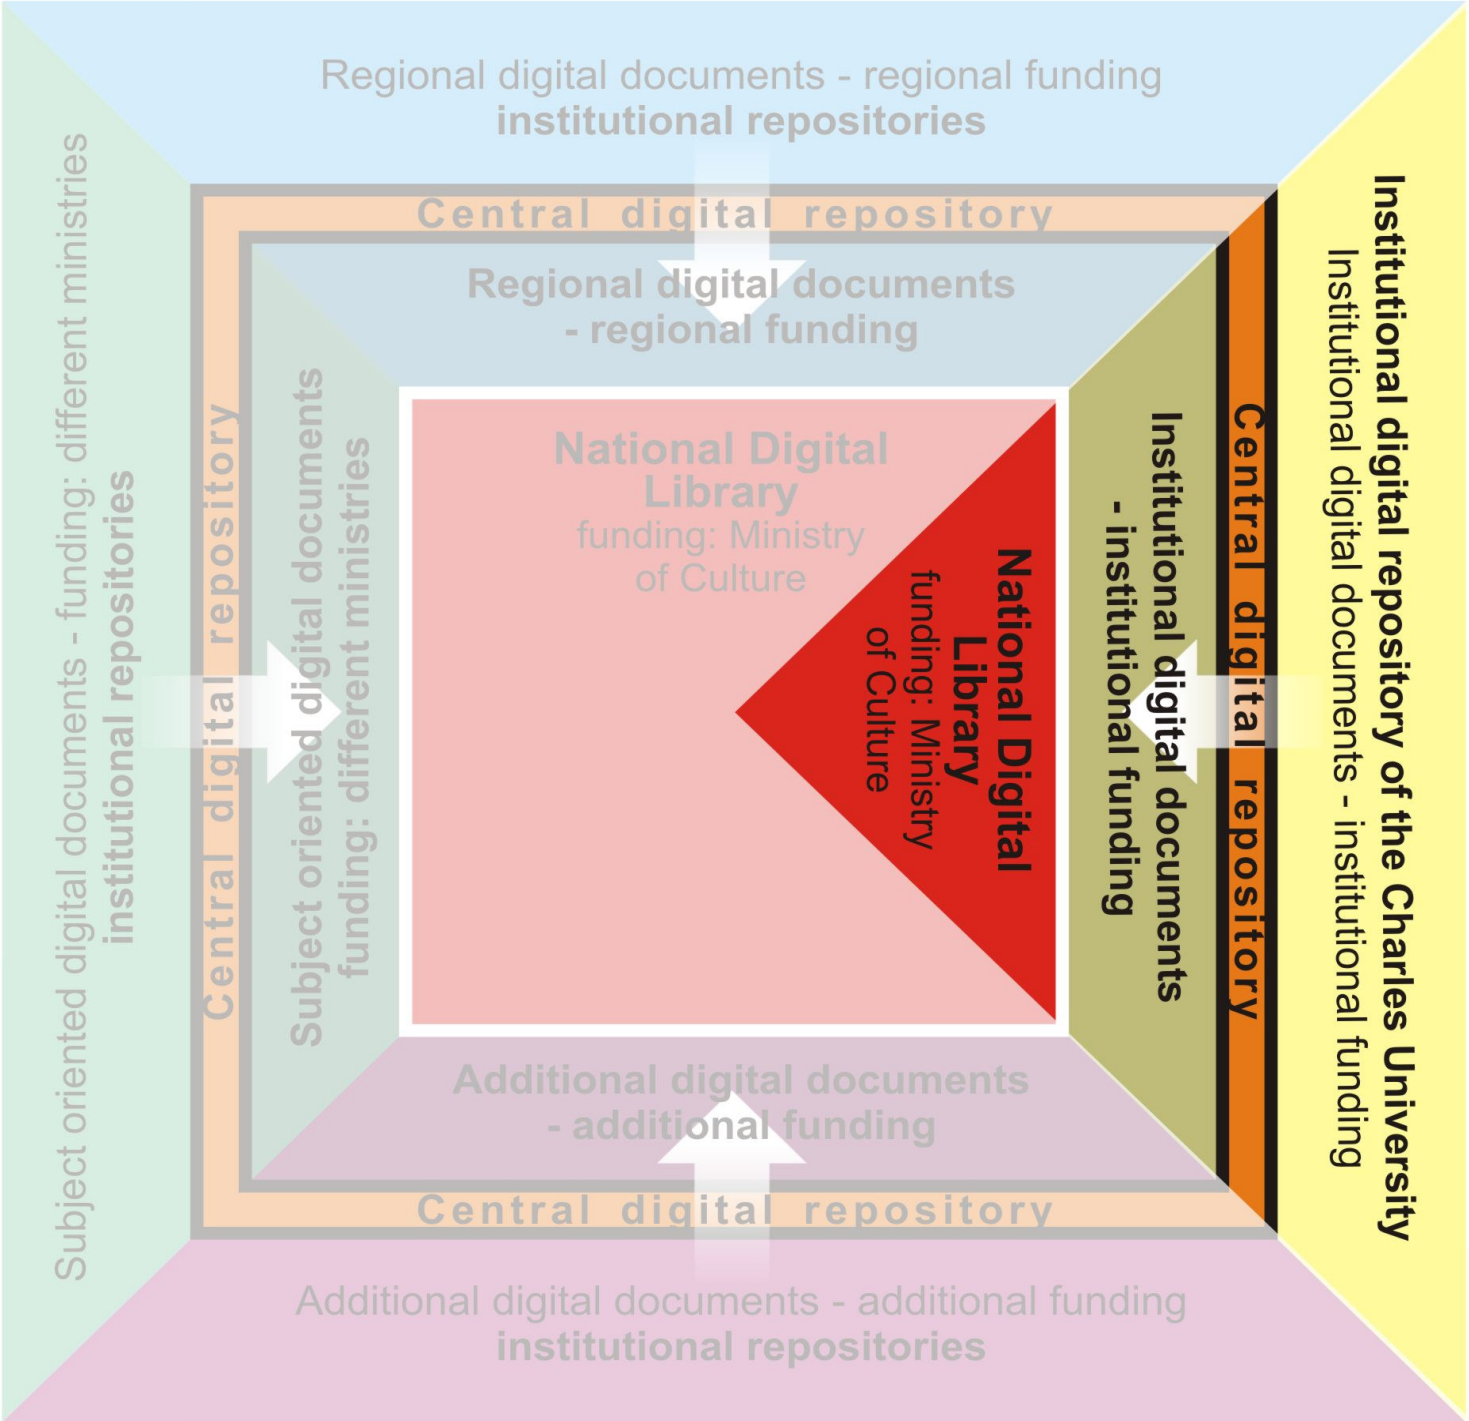 Regional digital documents - regional funding
institutional repositories
Central digital repository
Regional digital documents
- regional funding
Subject oriented digital documents - funding: different ministries
institutional repositories
Central digital repository
Subject oriented digital documents
funding: different ministries
National Digital
Library
funding: Ministry
of Culture
National Digital
Library
funding: Ministry
of Culture
Institutional digital documents
- institutional funding
Central digital repository
Institutional digital repository of the Charles University
Institutional digital documents - institutional funding
Additional digital documents
- additional funding
Central digital repository
Additional digital documents - additional funding
institutional repositories